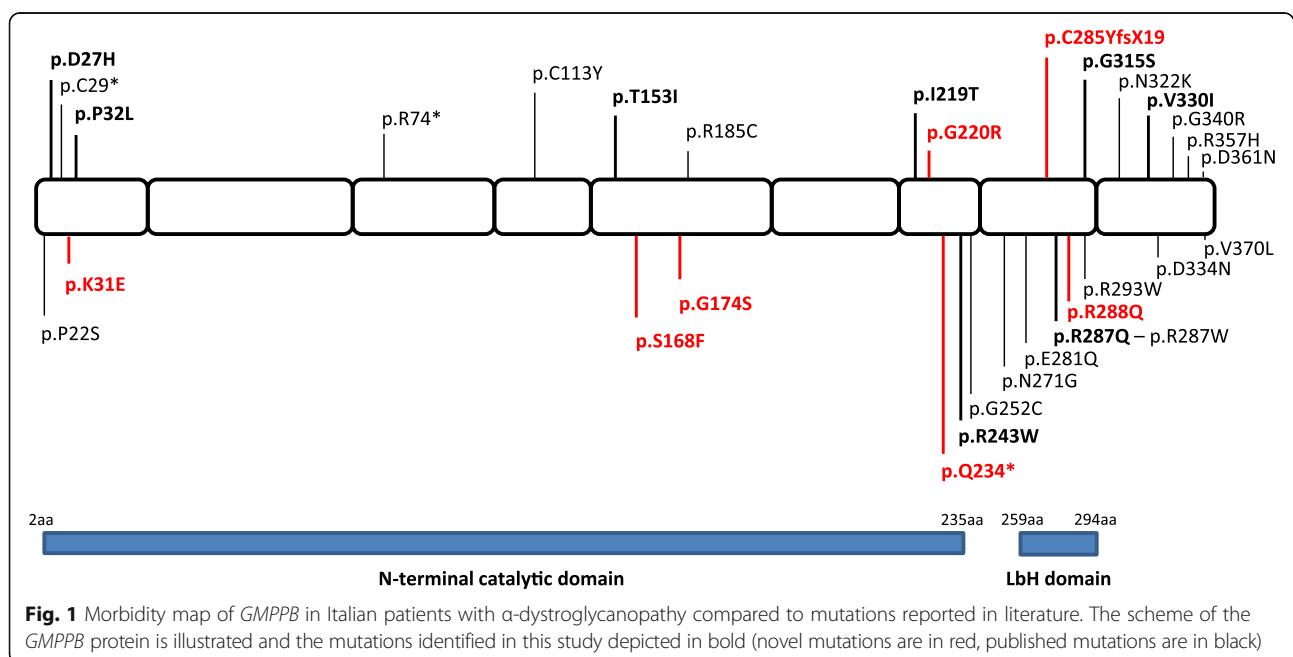 p.C285YfsX19
p.D27H
p.G315S
p.C29*
p.C113Y
p.N322K
p.P32L
p.T153I
p.I219T
p.V330I
p.R74*
p.R185C
p.G220R
p.G340R
p.R357H
p.D361N
p.V370L
p.D334N
p.K31E
p.R293W
p.G174S
p.R288Q
p.P22S
p.S168F
p.R287Q – p.R287W
p.E281Q
p.N271G
p.G252C
p.R243W
p.Q234*
2aa 235aa 259aa 294aa
N-terminal catalytic domain LbH domain
Fig. 1 Morbidity map of GMPPB in Italian patients with α-dystroglycanopathy compared to mutations reported in literature. The scheme of the
GMPPB protein is illustrated and the mutations identified in this study depicted in bold (novel mutations are in red, published mutations are in black)